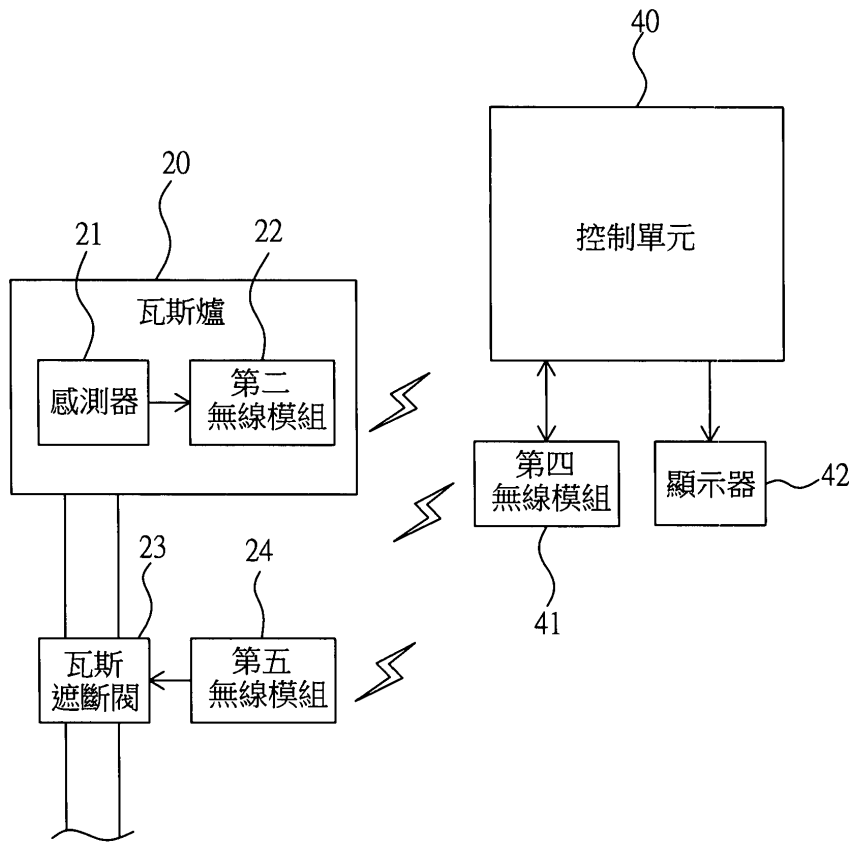 40
控制單元
20
21
22
瓦斯爐
感測器
第二
無線模組
第四
無線模組
顯示器
42
41
23
24
瓦斯
遮斷閥
第五
無線模組